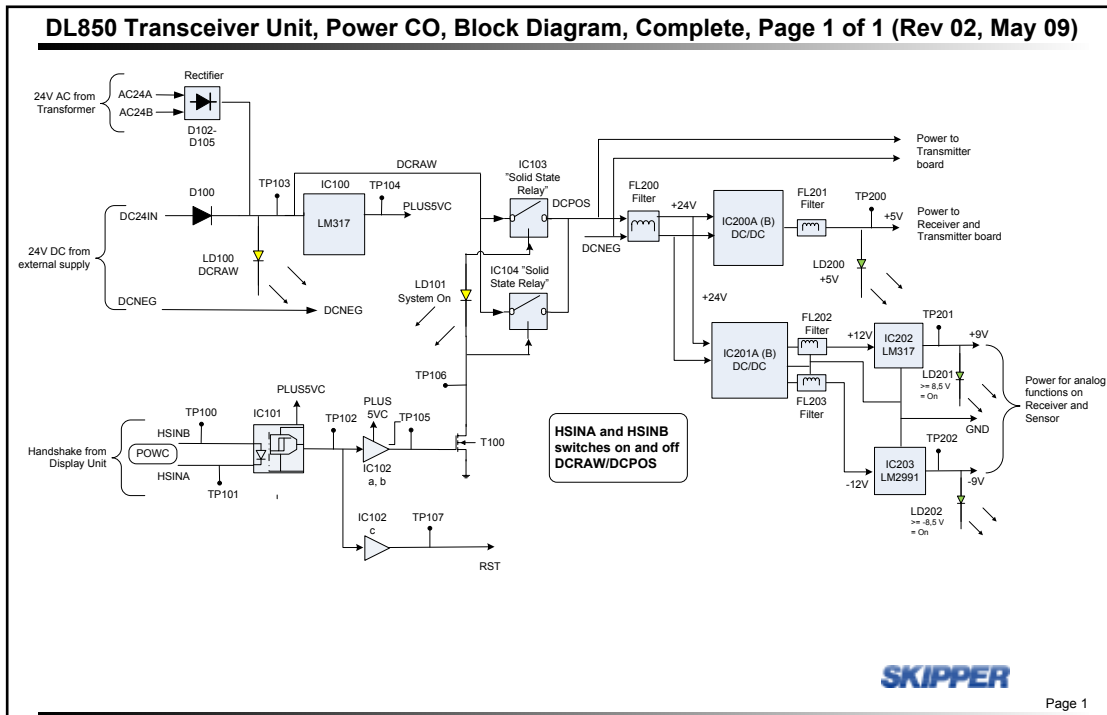 DL850 Transceiver Unit, Power CO, Block Diagram, Complete, Page 1 of 1 (Rev 02, May 09)
24V AC from
Transformer
AC24A
AC24B
Rectifier
D102-
D105
24V DC from
external supply
DC24IN
D100
DCNEG
DCNEG
LD100
DCRAW
TP103
IC100
LM317
TP104
PLUS5VC
DCRAW
LD101
System On
IC103
"Solid State
Relay"
DCPOS
IC104 "Solid
State Relay"
DCNEG
TP106
T100
Power to
Transmitter
board
FL200
Filter
+24V
+24V
IC200A (B)
DC/DC
FL201
Filter
TP200
+5V
LD200
+5V
Power to
Receiver and
Transmitter board
IC201A (B)
DC/DC
FL202
Filter
FL203
Filter
+12V
-12V
IC202
LM317
TP201
+9V
LD201
>= 8,5 V
= On
GND
IC203
LM2991
TP202
-9V
LD202
>= -8,5 V
= On
Power for analog
functions on
Receiver and
Sensor
Handshake from
Display Unit
TP100
HSINB
POWC
HSINA
TP101
IC101
PLUS5VC
TP102
PLUS
5VC
TP105
IC102
a, b
IC102
c
TP107
RST
HSINA and HSINB
switches on and off
DCRAW/DCPOS
SKIPPER
Page 1